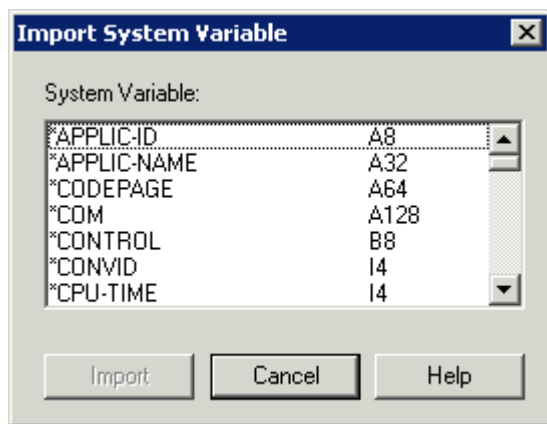 Import System Variable
System Variable:
*APPLIC-ID A8
*APPLIC-NAME A32
*CODEPAGE A64
*COM A128
*CONTROL B8
*CONVID I4
*CPU-TIME I4
Import Cancel Help